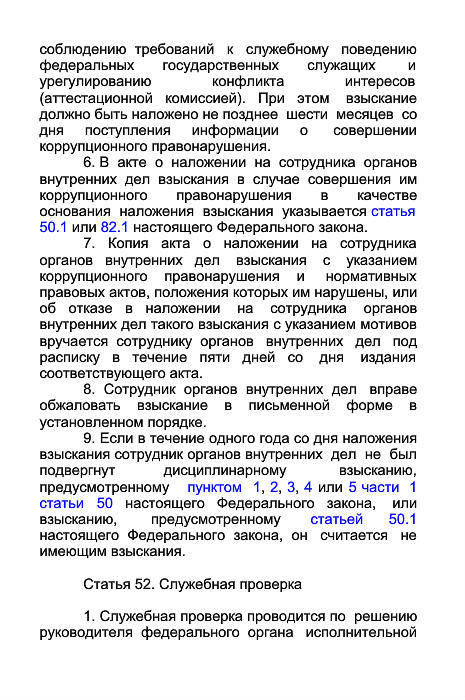 соблюдению требований к служебному поведению
федеральных государственных служащих и
урегулированию конфликта интересов
(аттестационной комиссией). При этом взыскание
должно быть наложено не позднее шести месяцев со
дня поступления информации о совершении
коррупционного правонарушения.
6. В акте о наложении на сотрудника органов
внутренних дел взыскания в случае совершения им
коррупционного правонарушения в качестве
основания наложения взыскания указывается статья
50.1 или 82.1 настоящего Федерального закона.
7. Копия акта о наложении на сотрудника
органов внутренних дел взыскания с указанием
коррупционного правонарушения и нормативных
правовых актов, положения которых им нарушены, или
об отказе в наложении на сотрудника органов
внутренних дел такого взыскания с указанием мотивов
вручается сотруднику органов внутренних дел под
расписку в течение пяти дней со дня издания
соответствующего акта.
8. Сотрудник органов внутренних дел вправе
обжаловать взыскание в письменной форме в
установленном порядке.
9. Если в течение одного года со дня наложения
взыскания сотрудник органов внутренних дел не был
подвергнут дисциплинарному взысканию,
предусмотренному пунктом 1, 2, 3, 4 или 5 части 1
статьи 50 настоящего Федерального закона, или
взысканию, предусмотренному статьей 50.1
настоящего Федерального закона, он считается не
имеющим взыскания.
Статья 52. Служебная проверка
1. Служебная проверка проводится по решению
руководителя федерального органа исполнительной